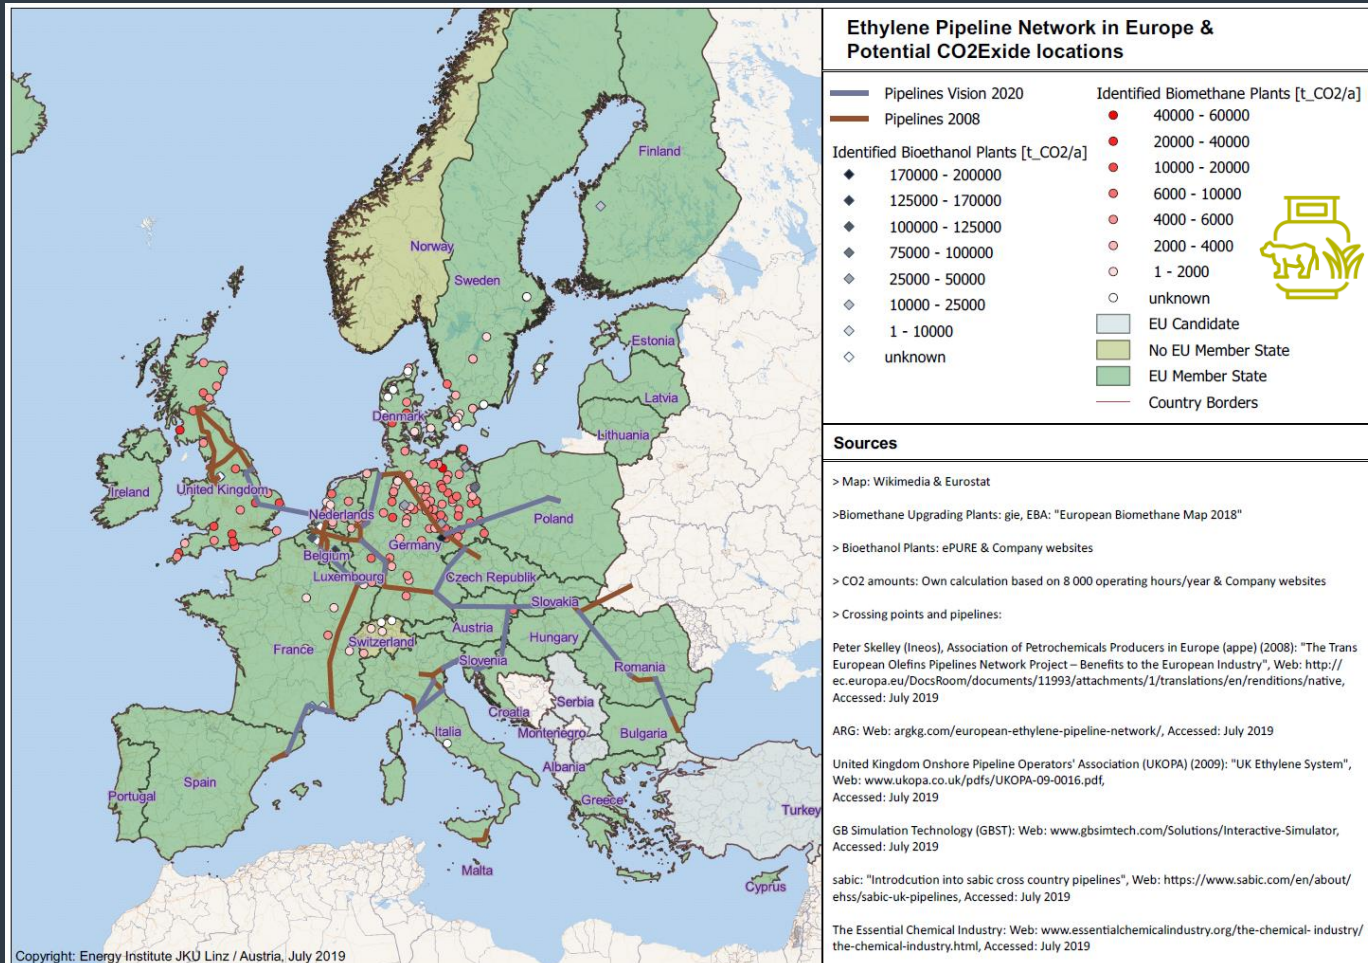 Ethylene Pipeline Network in Europe &
Potential CO2Exide locations
Pipelines Vision 2020
Pipelines 2008
Identified Bioethanol Plants [t_CO2/a]
170000 - 200000
125000 - 170000
100000 - 125000
75000 - 100000
25000 - 50000
10000 - 25000
1 - 10000
unknown
Identified Biomethane Plants [t_CO2/a]
40000 - 60000
20000 - 40000
10000 - 20000
6000 - 10000
4000 - 6000
2000 - 4000
1 - 2000
unknown
EU Candidate
No EU Member State
EU Member State
Country Borders
Sources
> Map: Wikimedia & Eurostat
>Biomethane Upgrading Plants: gie, EBA: "European Biomethane Map 2018"
> Bioethanol Plants: ePURE & Company websites
> CO2 amounts: Own calculation based on 8 000 operating hours/year & Company websites
> Crossing points and pipelines:
Peter Skelley (Ineos), Association of Petrochemicals Producers in Europe (appe) (2008): "The Trans
European Olefins Pipelines Network Project – Benefits to the European Industry", Web: http://
ec.europa.eu/DocsRoom/documents/11993/attachments/1/translations/en/renditions/native,
Accessed: July 2019
ARG: Web: argkg.com/european-ethylene-pipeline-network/, Accessed: July 2019
United Kingdom Onshore Pipeline Operators' Association (UKOPA) (2009): "UK Ethylene System",
Web: www.ukopa.co.uk/pdfs/UKOPA-09-0016.pdf,
Accessed: July 2019
GB Simulation Technology (GBST): Web: www.gbsimtech.com/Solutions/Interactive-Simulator,
Accessed: July 2019
sabic: "Introdcution into sabic cross country pipelines", Web: https://www.sabic.com/en/about/
ehss/sabic-uk-pipelines, Accessed: July 2019
The Essential Chemical Industry: Web: www.essentialchemicalindustry.org/the-chemical- industry/
the-chemical-industry.html, Accessed: July 2019
Finland
Norway
Sweden
Estonia
Latvia
Denmark
Lithuania
Ireland
United Kingdom
Nederlands
Poland
Germany
Belgium
Luxembourg
Czech Republik
Slovakia
Austria
Hungary
Switzerland
France
Slovenia
Romania
Serbia
Croatia
Italia
Montenegro
Bulgaria
Albania
Spain
Portugal
Greece
Turkey
Malta
Cyprus
Copyright: Energy Institute JKU Linz / Austria, July 2019